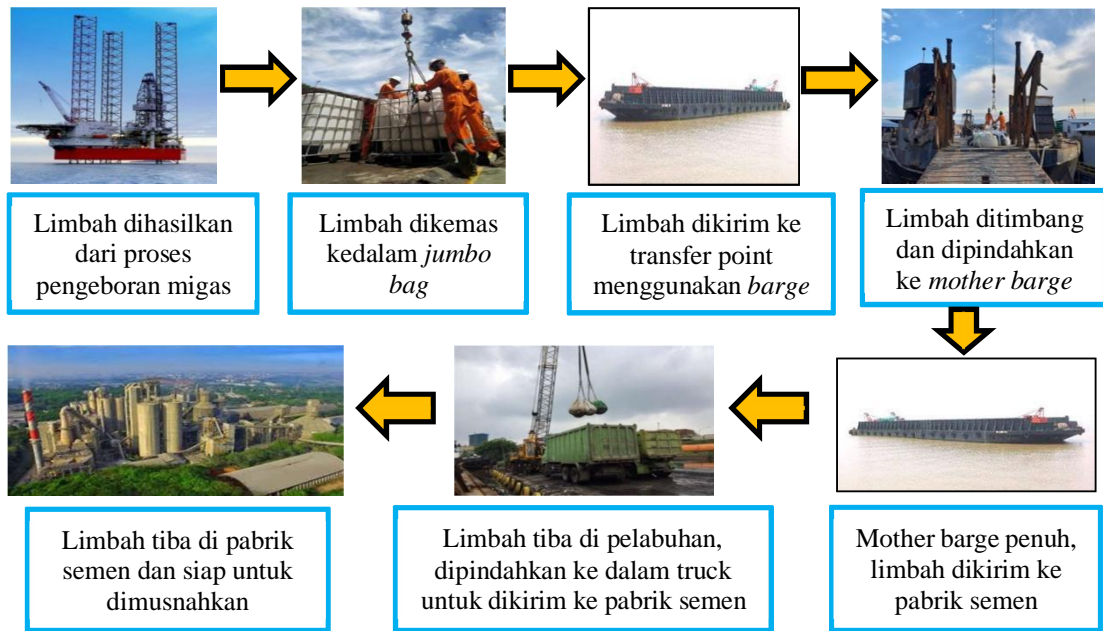 Limbah dihasilkan
dari proses
pengeboran migas
Limbah dikemas
kedalam jumbo
bag
Limbah dikirim ke
transfer point
menggunakan barge
Limbah ditimbang
dan dipindahkan
ke mother barge
Mother barge penuh,
limbah dikirim ke
pabrik semen
Limbah tiba di pelabuhan,
dipindahkan ke dalam truck
untuk dikirim ke pabrik semen
Limbah tiba di pabrik
semen dan siap untuk
dimusnahkan